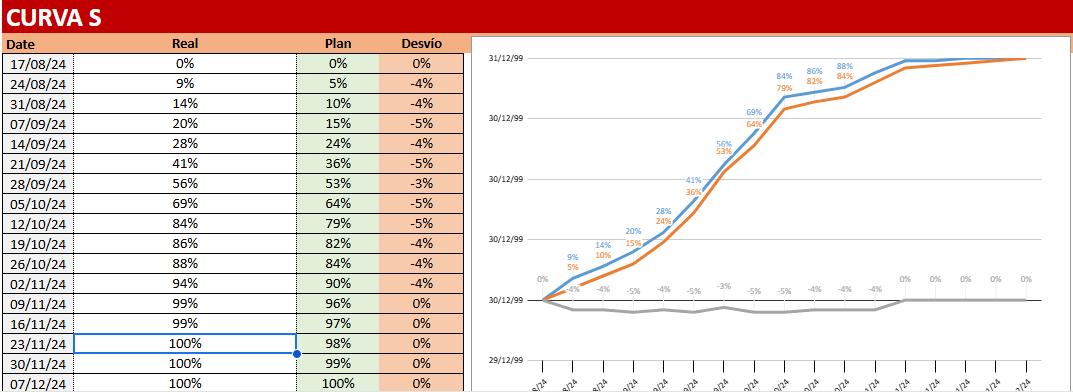 CURVA S
Date Real Plan Desvío
17/08/24 0% 0% 0%
24/08/24 9% 5% -4%
31/08/24 14% 10% -4%
07/09/24 20% 15% -5%
14/09/24 28% 24% -4%
21/09/24 41% 36% -5%
28/09/24 56% 53% -3%
05/10/24 69% 64% -5%
12/10/24 84% 79% -5%
19/10/24 86% 82% -4%
26/10/24 88% 84% -4%
02/11/24 94% 90% -4%
09/11/24 99% 96% 0%
16/11/24 99% 97% 0%
23/11/24 100% 98% 0%
30/11/24 100% 99% 0%
07/12/24 100% 100% 0%
31/12/99
84% 86% 88%
79% 82% 84%
30/12/99
69%
64%
56%
53%
30/12/99
41%
36%
28%
24%
30/12/99
20%
15%
14%
10%
9%
5%
0% 0% 0% 0% 0% 0%
-4% -4% -5% -4% -5% -3% -5% -5% -4% -4% -4%
30/12/99
29/12/99